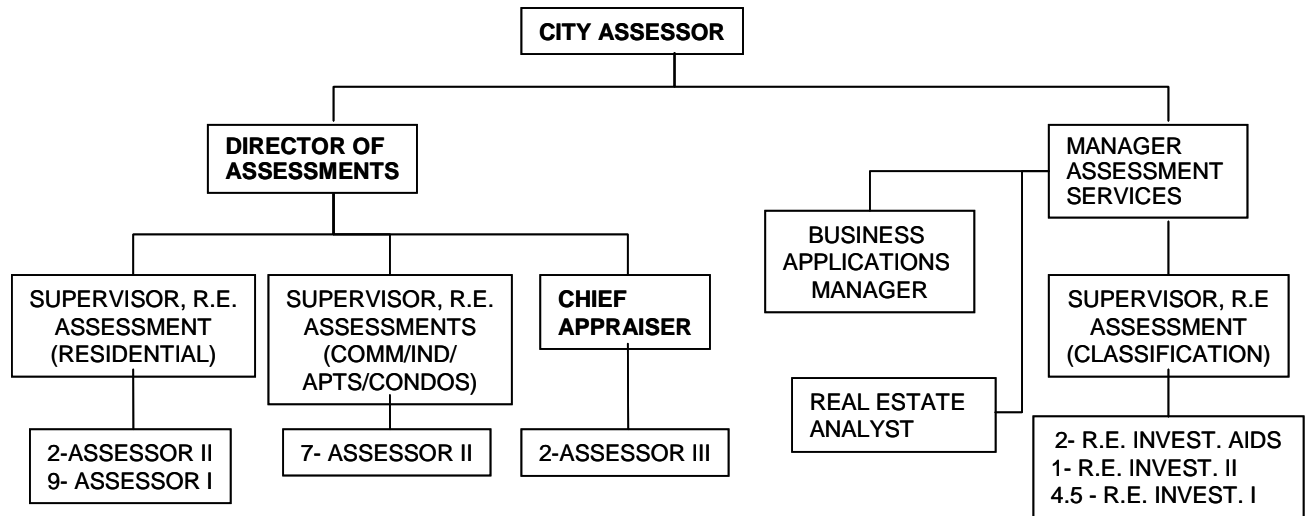 CITY ASSESSOR
DIRECTOR OF
ASSESSMENTS
MANAGER
ASSESSMENT
SERVICES
BUSINESS
APPLICATIONS
MANAGER
SUPERVISOR, R.E.
ASSESSMENT
(RESIDENTIAL)
SUPERVISOR, R.E.
ASSESSMENTS
(COMM/IND/
APTS/CONDOS)
CHIEF
APPRAISER
SUPERVISOR, R.E
ASSESSMENT
(CLASSIFICATION)
REAL ESTATE
ANALYST
2-ASSESSOR II
9- ASSESSOR I
7- ASSESSOR II
2-ASSESSOR III
2- R.E. INVEST. AIDS
1- R.E. INVEST. II
4.5 - R.E. INVEST. I